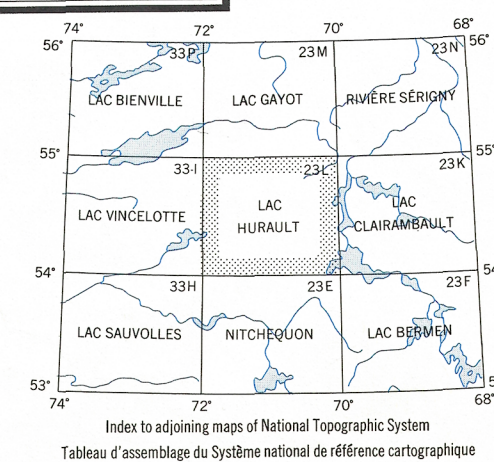 74° 72° 70° 68°
56° 33P 23M 23N 56°
LAC BIENVILLE LAC GAYOT RIVIÈRE SÉRIGNY
55° 33-I 23L 23K 55°
LAC VINCELOTTE LAC HURAULT LAC CLAIRAMBAULT
54° 33H 23E 23F 54°
LAC SAUVOLLES NITCHEQUON LAC BERMEN
53°
74° 72° 70° 68°
Index to adjoining maps of National Topographic System
Tableau d'assemblage du Système national de référence cartographique